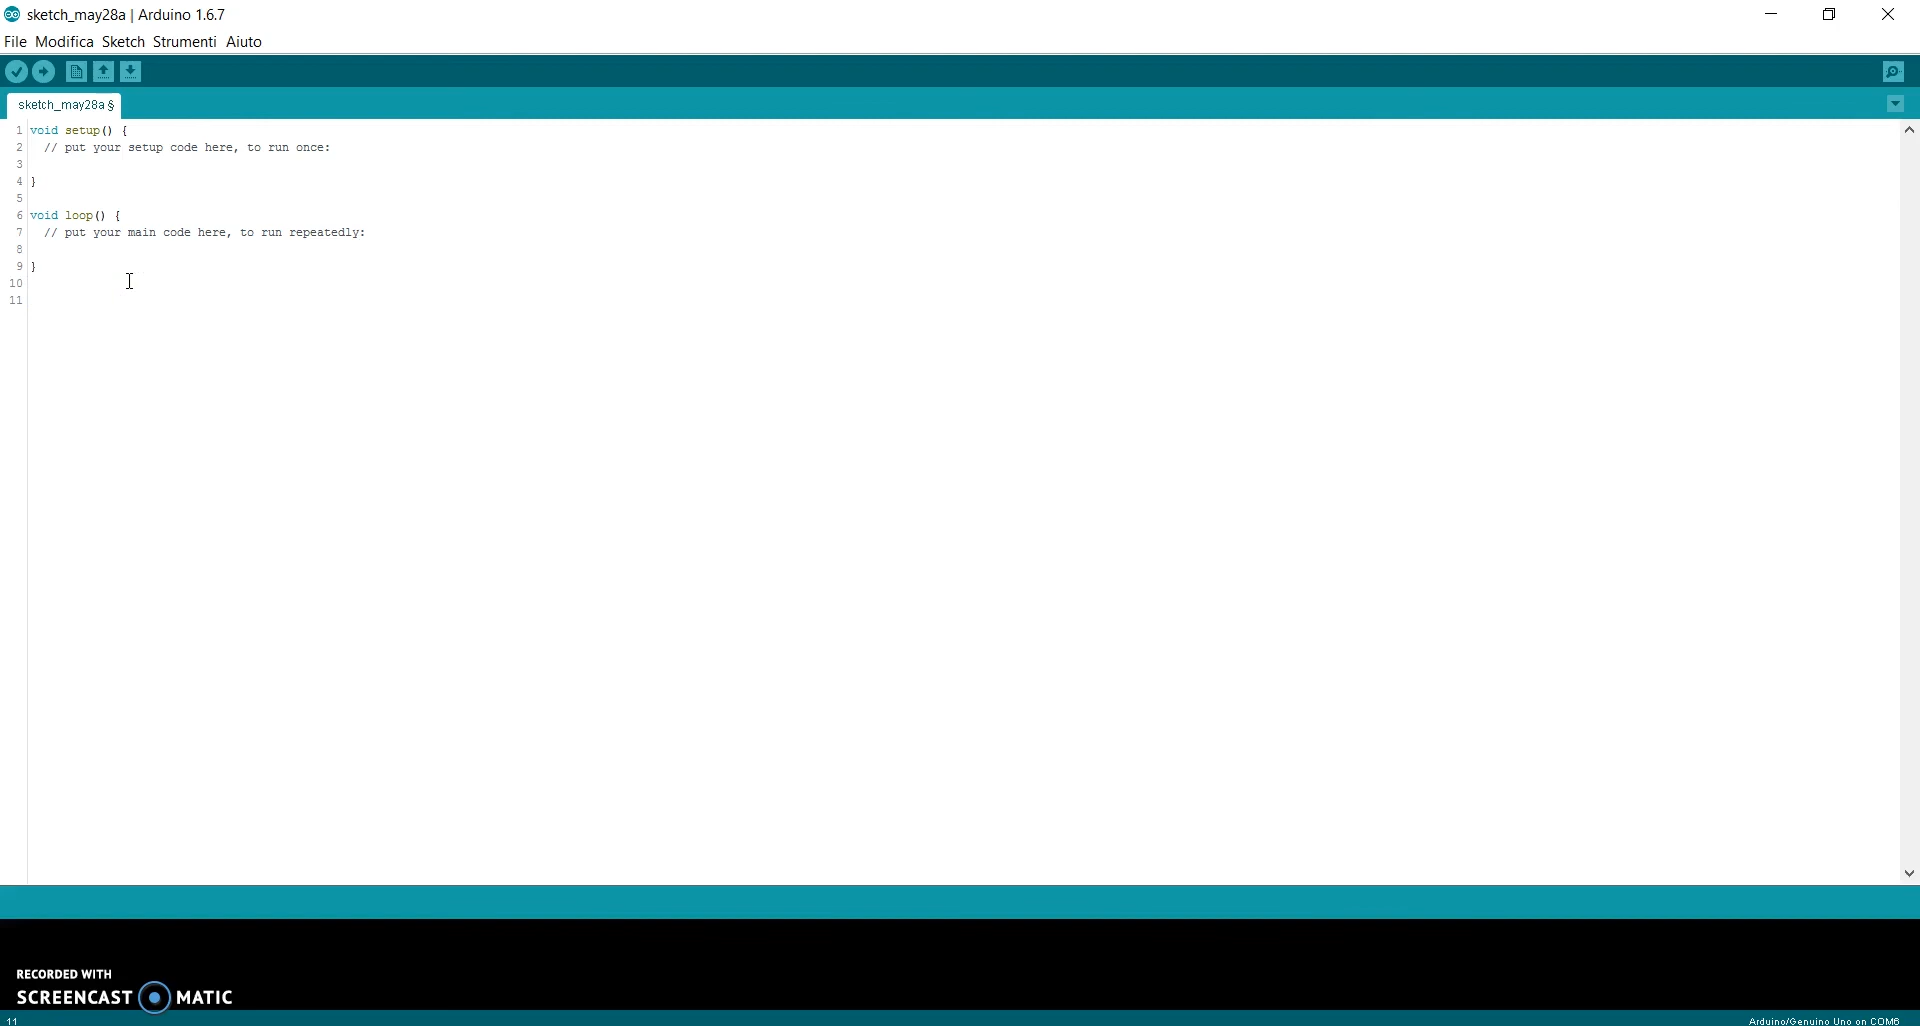 sketch_may28a | Arduino 1.6.7
File Modifica Sketch Strumenti Aiuto
sketch_may28a §
1 void setup() {
2 // put your setup code here, to run once:
3
4 }
5
6 void loop() {
7 // put your main code here, to run repeatedly:
8
9 }
10
11
RECORDED WITH
SCREENCAST MATIC
11 Arduino/Genuino Uno on COM6